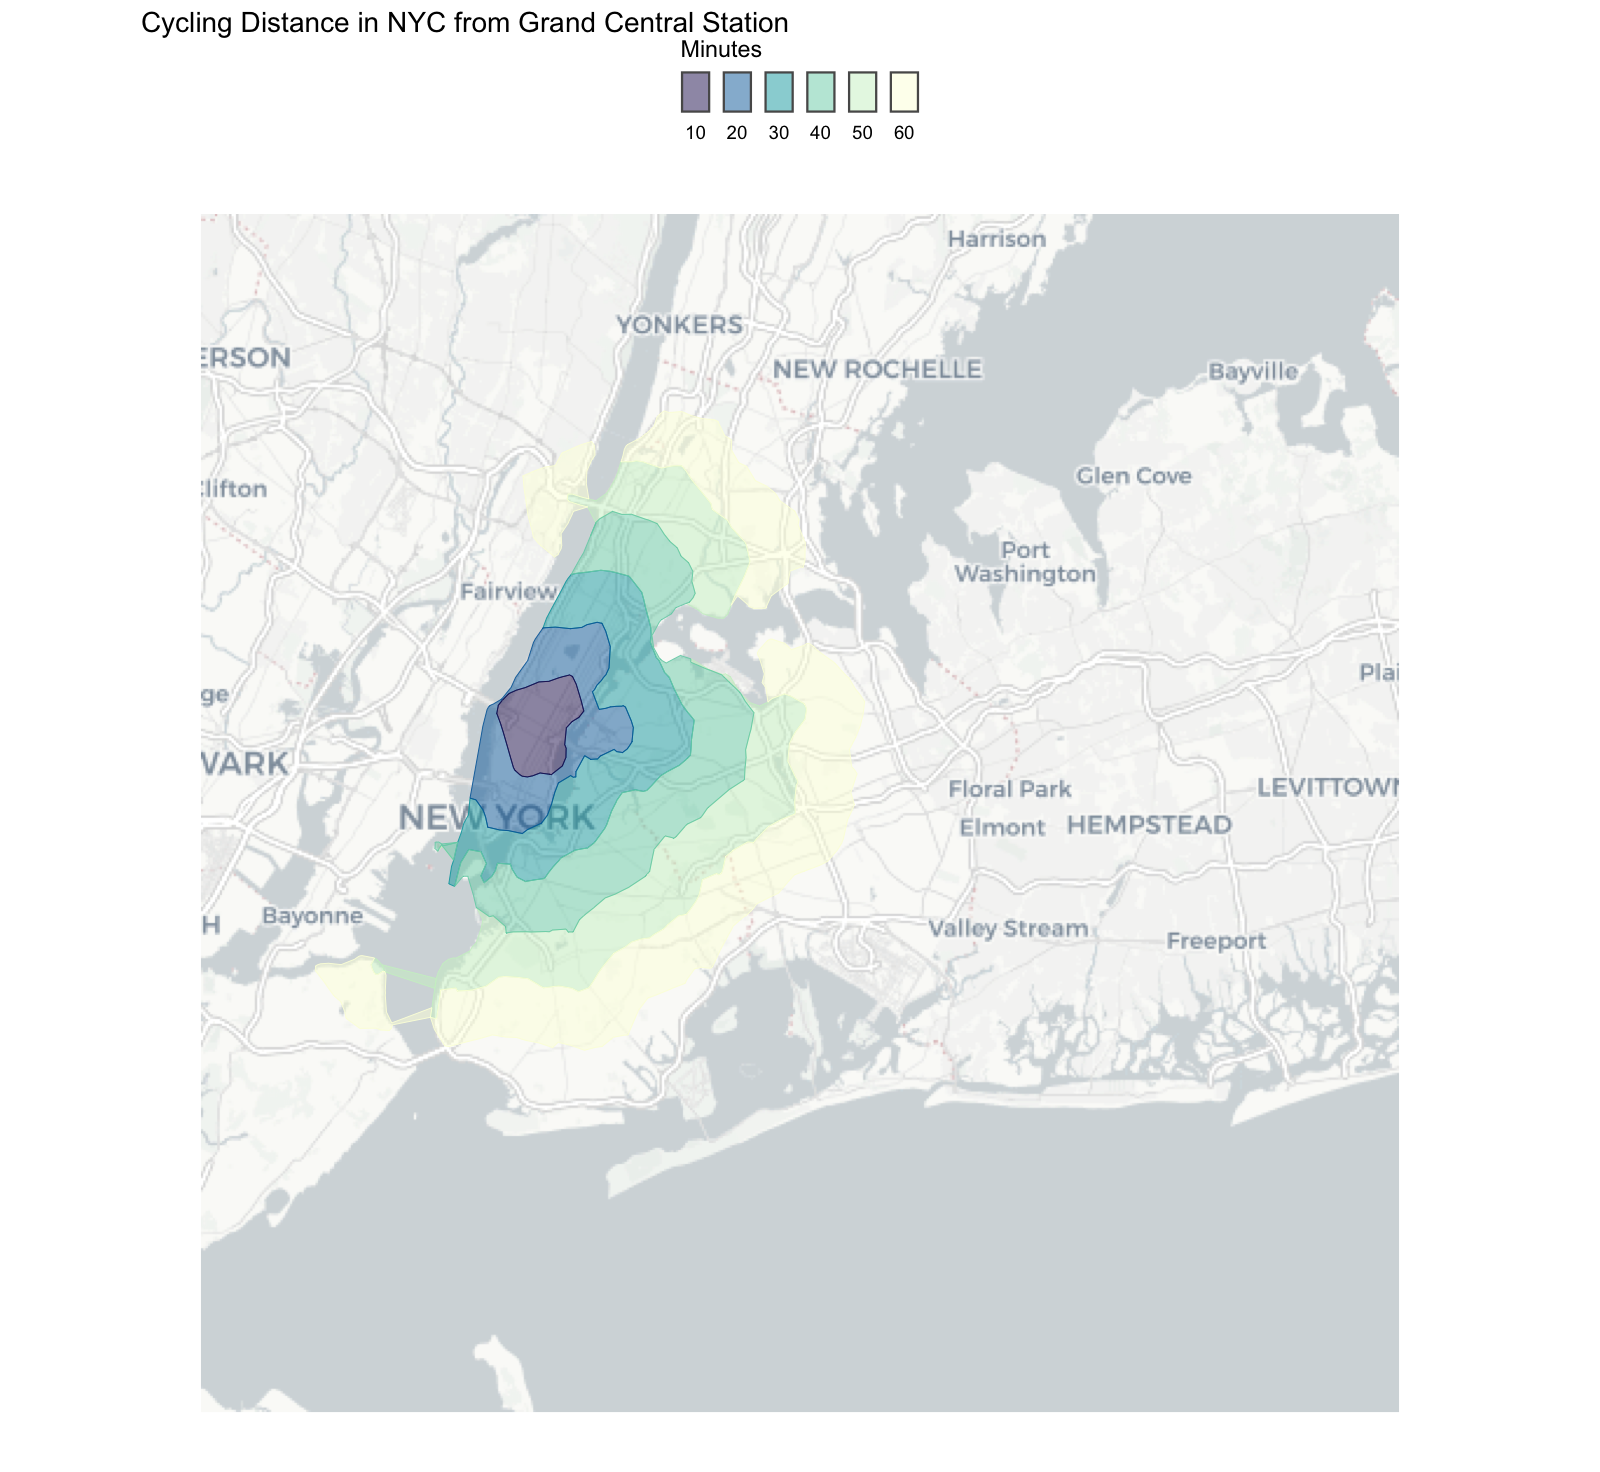 Cycling Distance in NYC from Grand Central Station
Minutes
10 20 30 40 50 60
Harrison
YONKERS
ERSON
NEW ROCHELLE
Bayville
Clifton
Glen Cove
Port
Washington
Fairview
Plai
ge
WARK
Floral Park
LEVITTOWN
NEW YORK
Elmont
HEMPSTEAD
Bayonne
H
Valley Stream
Freeport